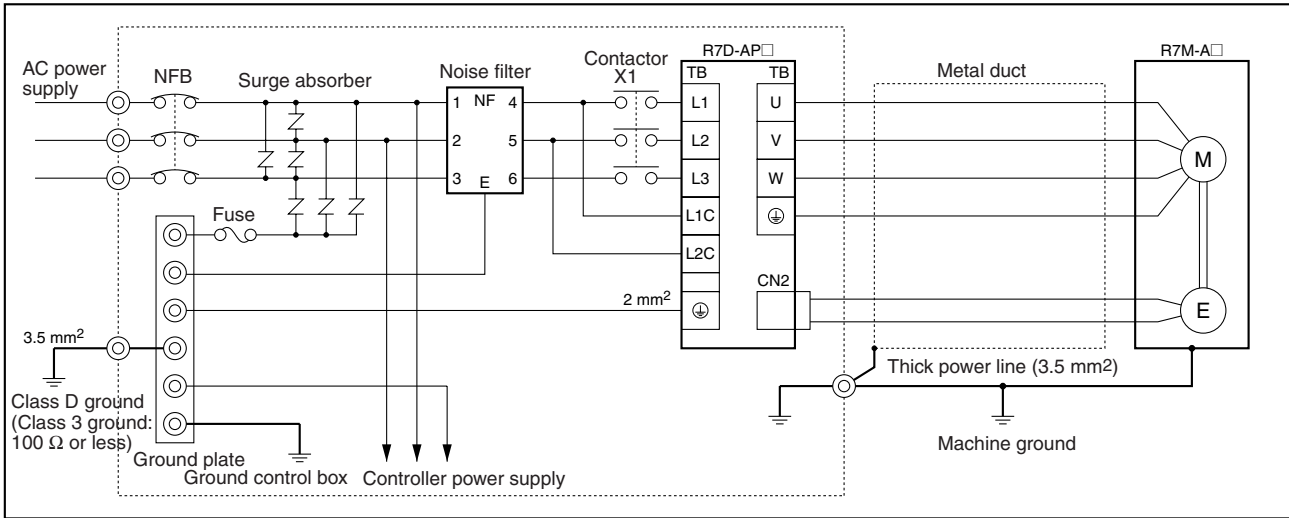 R7D-AP□
R7M-A□
AC power
supply
NFB
Surge absorber
Noise filter
Contactor
X1
TB
TB
Metal duct
1
NF
4
L1
U
2
5
L2
V
M
3
6
L3
W
E
L1C
Fuse
L2C
CN2
2 mm²
E
3.5 mm²
Thick power line (3.5 mm²)
Class D ground
(Class 3 ground:
100 Ω or less)
Machine ground
Ground plate
Ground control box
Controller power supply